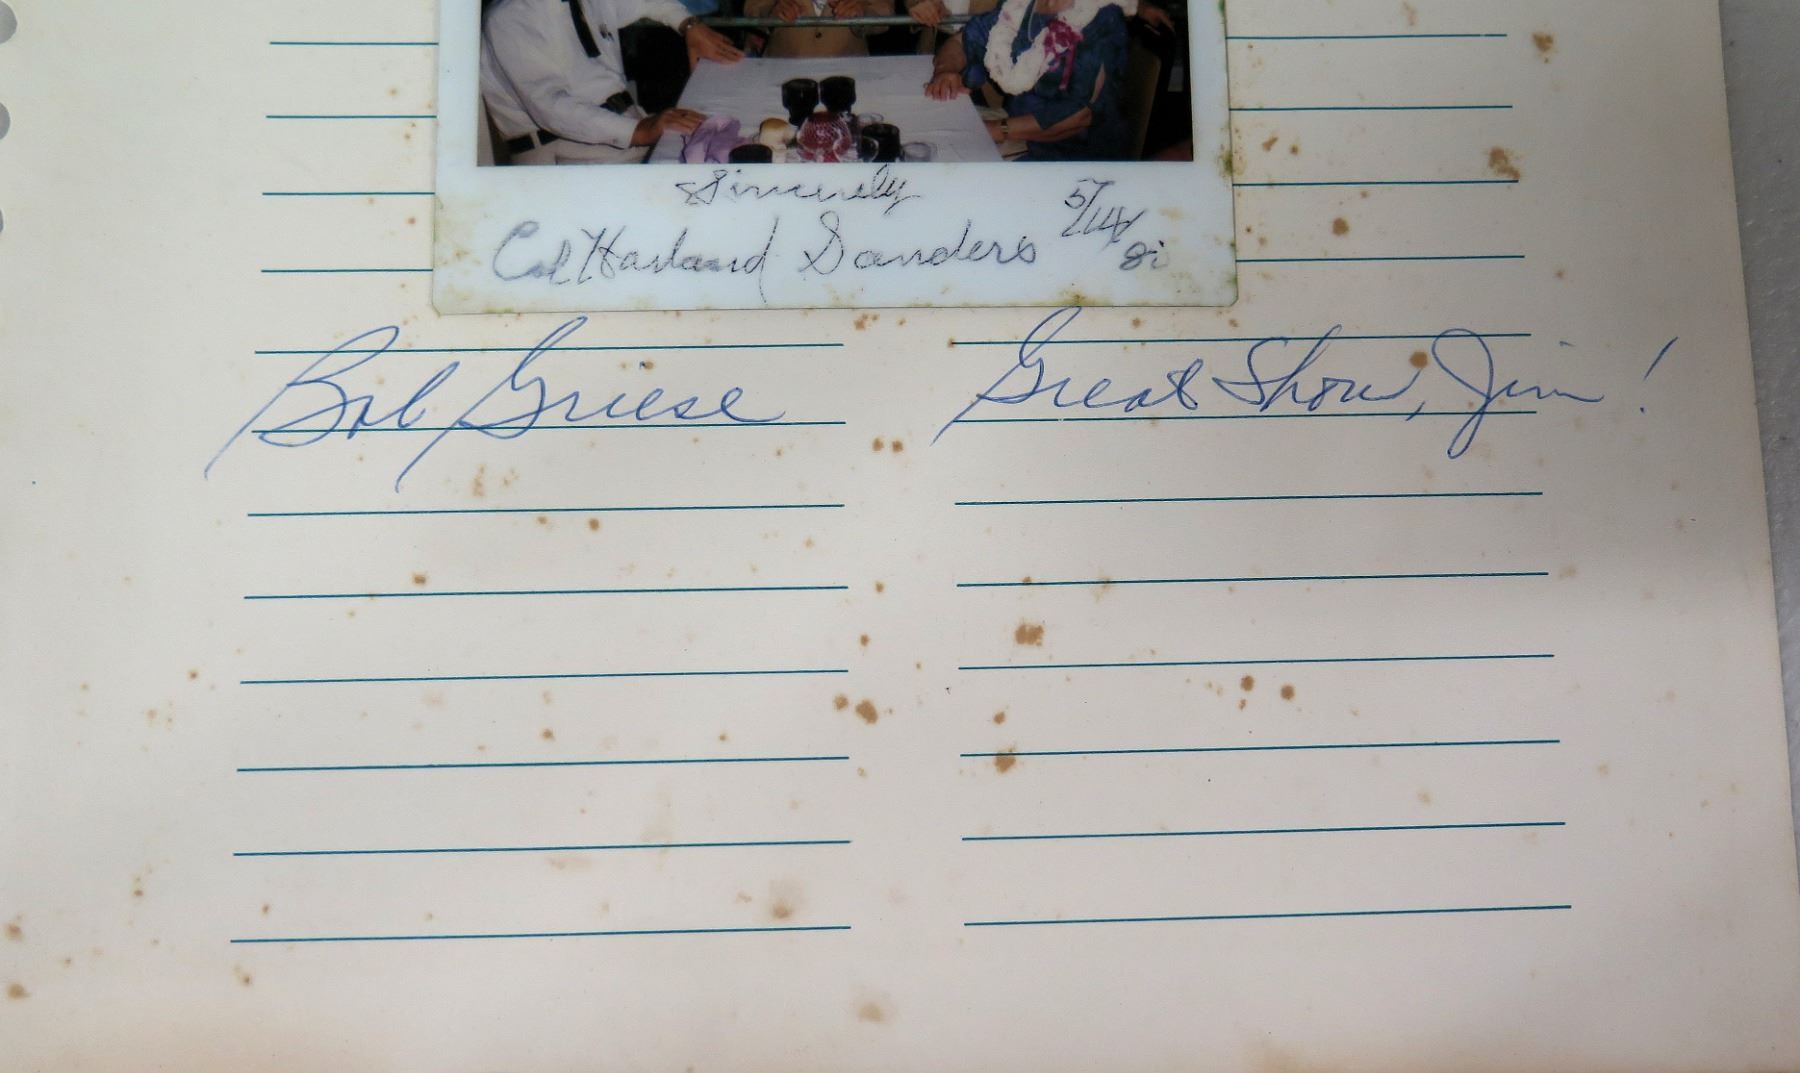 Sincerely
Col Harland Sanders 5/14/80
Bob Griese Great Show, Jim!